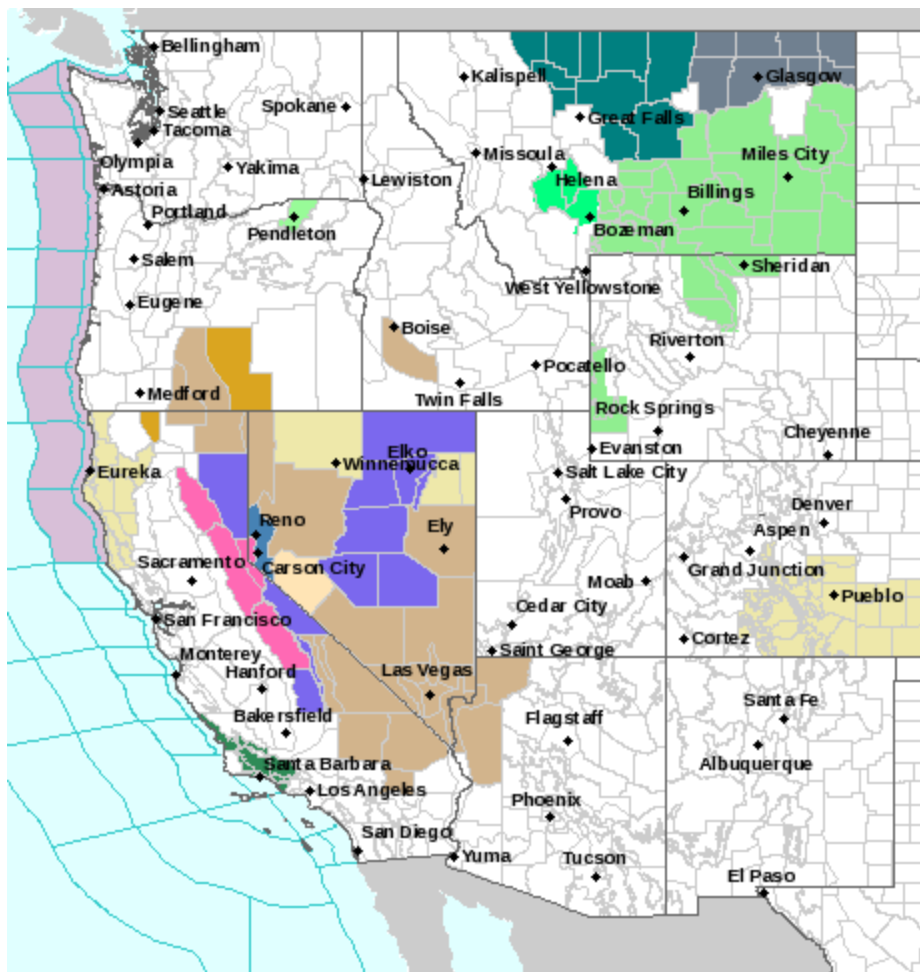 Bellingham
Kalispell
Glasgow
Seattle
Spokane
Great Falls
Tacoma
Olympia
Missoula
Miles City
Yakima
Helena
Lewiston
Astoria
Billings
Portland
Bozeman
Pendleton
Salem
Sheridan
West Yellowstone
Eugene
Boise
Riverton
Pocatello
Medford
Twin Falls
Rock Springs
Cheyenne
Evanston
Elko
Winnemucca
Eureka
Salt Lake City
Denver
Provo
Reno
Ely
Aspen
Sacramento
Carson City
Grand Junction
Moab
Pueblo
Cedar City
San Francisco
Cortez
Saint George
Monterey
Hanford
Las Vegas
Santa Fe
Bakersfield
Flagstaff
Albuquerque
Santa Barbara
Los Angeles
Phoenix
San Diego
Yuma
Tucson
El Paso